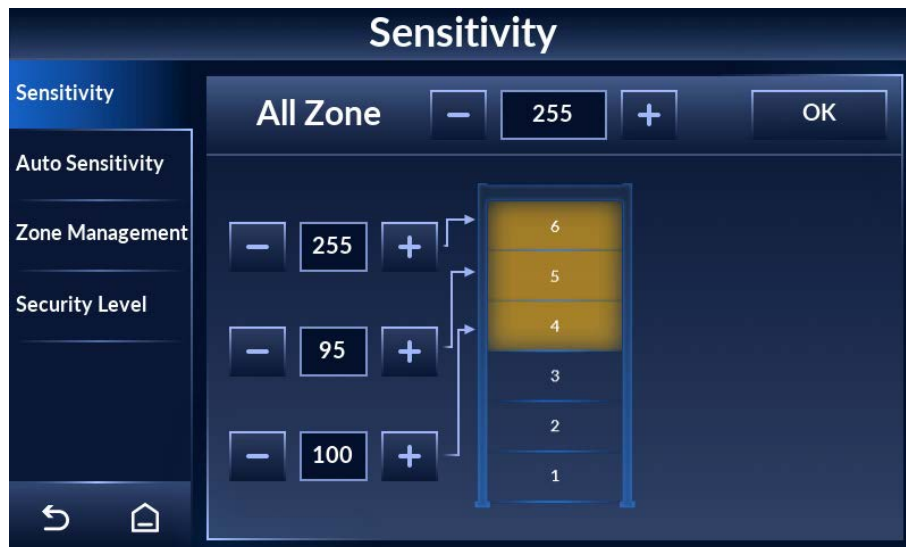 Sensitivity
Sensitivity
Auto Sensitivity
Zone Management
Security Level
All Zone − 255 + OK
− 255 +
− 95 +
− 100 +
6
5
4
3
2
1